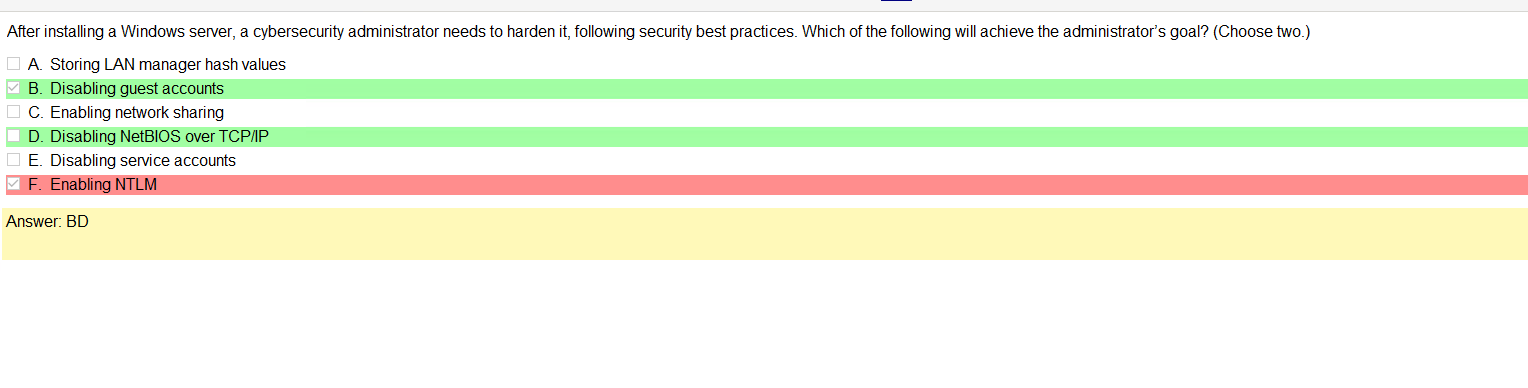 After installing a Windows server, a cybersecurity administrator needs to harden it, following security best practices. Which of the following will achieve the administrator's goal? (Choose two.)
A. Storing LAN manager hash values
B. Disabling guest accounts
C. Enabling network sharing
D. Disabling NetBIOS over TCP/IP
E. Disabling service accounts
F. Enabling NTLM
Answer: BD